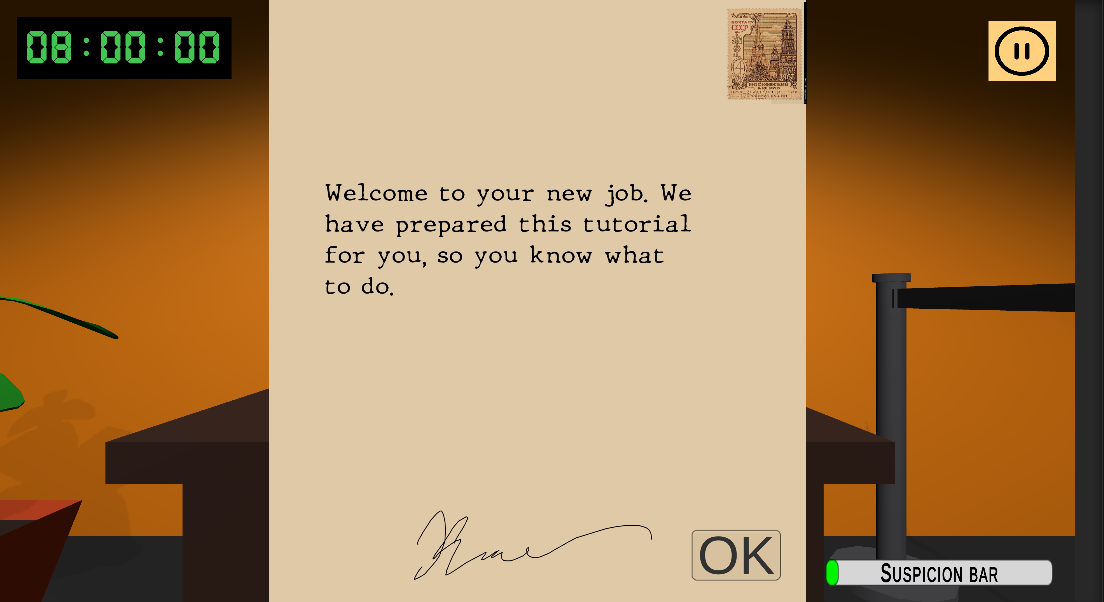 08:00:00
Welcome to your new job. We
have prepared this tutorial
for you, so you know what
to do.
OK
SUSPICION BAR